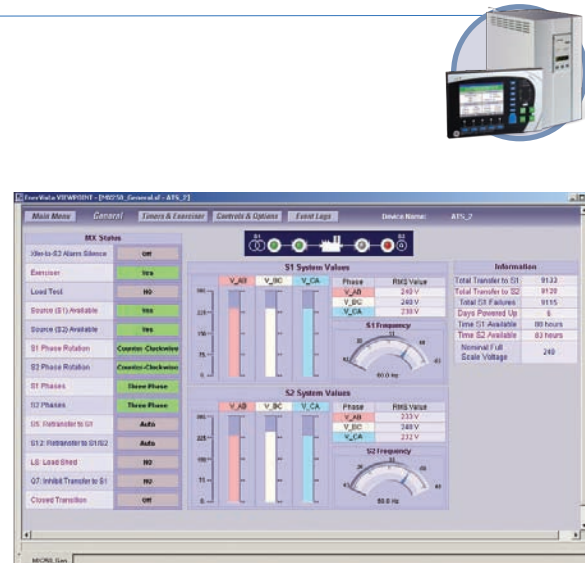 EnerVista VIEWPOINT - [MX250_General.sf - ATS_2]
Main Menu General Timers & Exerciser Controls & Options Event Logs Device Name: ATS_2
MX Status
Xfer-to-S2 Alarm Silence Off
Exerciser Yes
Load Test NO
Source (S1) Available Yes
Source (S2) Available Yes
S1 Phase Rotation Counter-Clockwise
S2 Phase Rotation Counter-Clockwise
S1 Phases Three Phase
S2 Phases Three Phase
Retransfer to S1 Auto
Retransfer to S1/S2 Auto
Load Shed NO
Q7: Inhibit Transfer to S1 NO
Closed Transition Off
S1 S2
S1 System Values
V_AB V_BC V_CA
Phase RMS Value
V_AB 240 V
V_BC 240 V
V_CA 238 V
S1 Frequency
60.0 Hz
S2 System Values
V_AB V_BC V_CA
Phase RMS Value
V_AB 233 V
V_BC 240 V
V_CA 232 V
S2 Frequency
60.0 Hz
Information
Total Transfer to S1 9133
Total Transfer to S2
Total S1 Failures 9115
Days Powered Up 6
Time S1 Available 80 hours
Time S2 Available 83 hours
Nominal Full
Scale Voltage 240